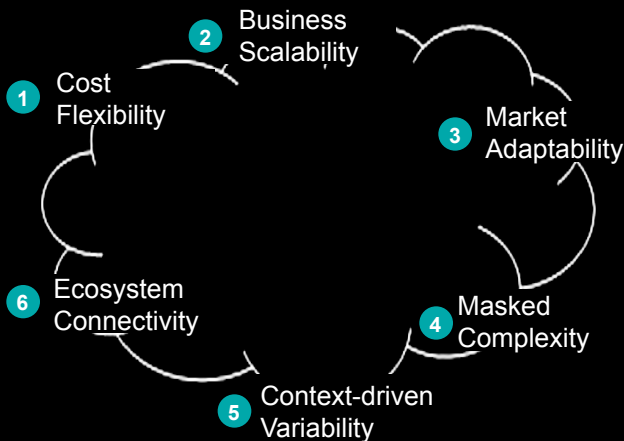 1 Cost
Flexibility
2 Business
Scalability
3 Market
Adaptability
4 Masked
Complexity
5 Context-driven
Variability
6 Ecosystem
Connectivity